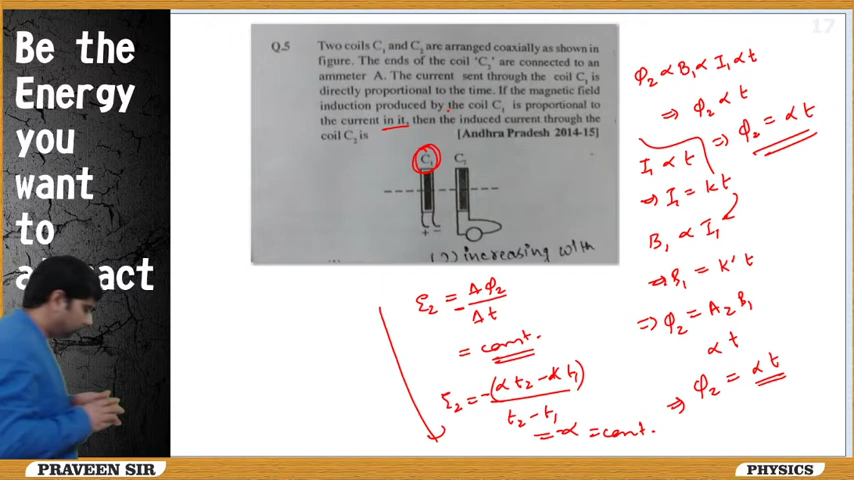 Be the
Energy
you
want
to
17
Q.5 Two coils C₁ and C₂ are arranged coaxially as shown in
figure. The ends of the coil 'C₂' are connected to an
ammeter A. The current sent through the coil C₁ is
directly proportional to the time. If the magnetic field
induction produced by the coil C₁ is proportional to
the current in it, then the induced current through the
coil C₂ is [Andhra Pradesh 2014-15]
C₁ C₂
+ -
increasing with
ε₂ = -Δφ₂/Δt
= const.
ε₂ = -(αt₂ - αt₁)/(t₂ - t₁)
= -α = const.
φ₂ ∝ B₁ ∝ I₁ ∝ t
⇒ φ₂ ∝ t
⇒ φ₂ = αt
I₁ ∝ t
⇒ I₁ = kt
B₁ ∝ I₁
⇒ B₁ = k't
⇒ φ₂ = A₂B₁
∝ t
⇒ φ₂ = αt
PRAVEEN SIR
PHYSICS